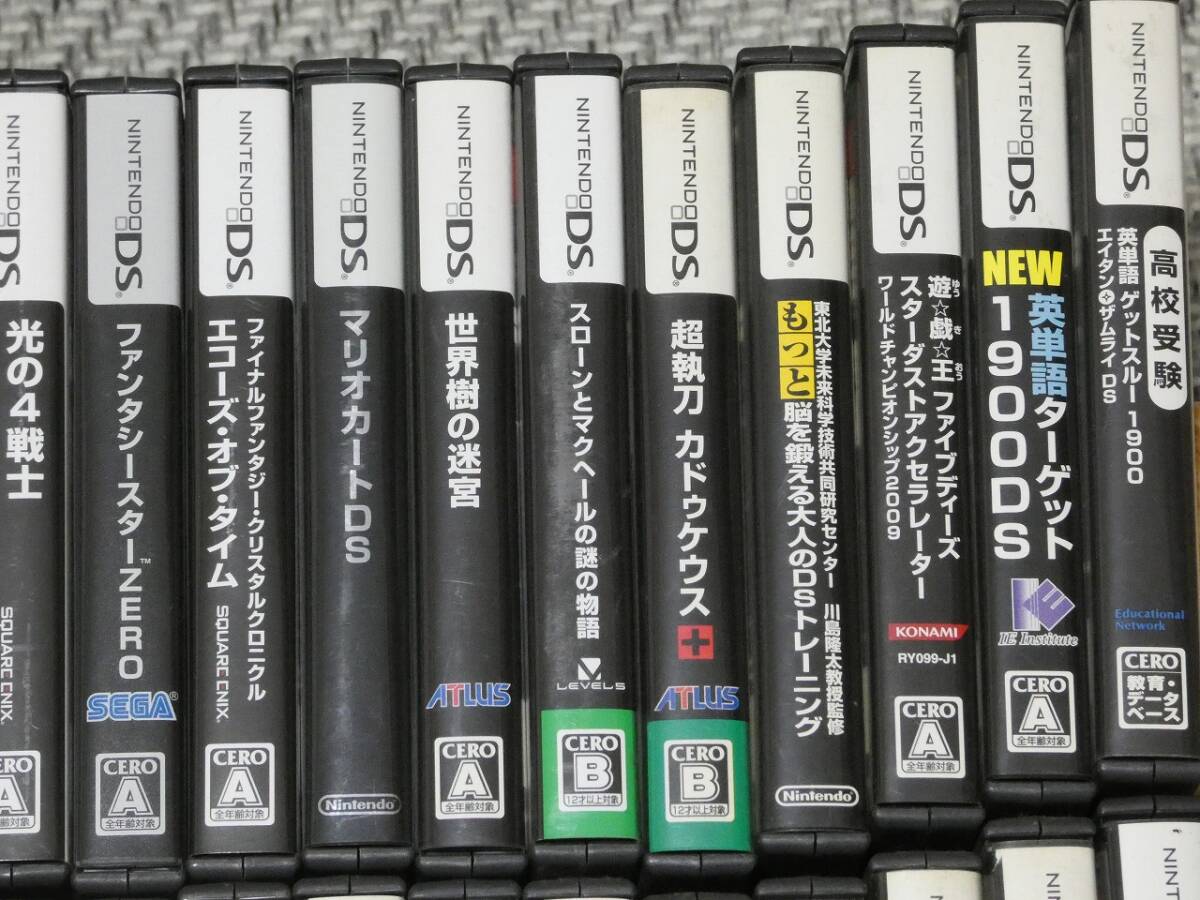 NINTENDO DS
光の4戦士
SQUARE ENIX
CERO
A
全年齢対象
NINTENDO DS
ファンタシースターZERO
™
SEGA®
CERO
A
全年齢対象
NINTENDO DS
ファイナルファンタジー・クリスタルクロニクル
エコーズ・オブ・タイム
SQUARE ENIX
CERO
A
全年齢対象
NINTENDO DS
マリオカートDS
Nintendo
NINTENDO DS
世界樹の迷宮
ATLUS
CERO
A
全年齢対象
NINTENDO DS
スローンとマクヘールの謎の物語
LEVEL5
CERO
B
12才以上対象
NINTENDO DS
超執刀 カドゥケウス
ATLUS
CERO
B
12才以上対象
NINTENDO DS
東北大学未来科学技術共同研究センター 川島隆太教授監修
もっと脳を鍛える大人のDSトレーニング
Nintendo
NINTENDO DS
遊☆戯☆王 ファイブディーズ
ゆう ぎ おう
スターダストアクセラレーター
ワールドチャンピオンシップ2009
KONAMI
RY099-J1
CERO
A
全年齢対象
NINTENDO DS
NEW
英単語ターゲット
1900DS
IE Institute
CERO
A
全年齢対象
NINTENDO DS
高校受験
英単語 ゲットスルー1900
エイタン✦ザムライ DS
Educational
Network
CERO
教育・
データ
ベース